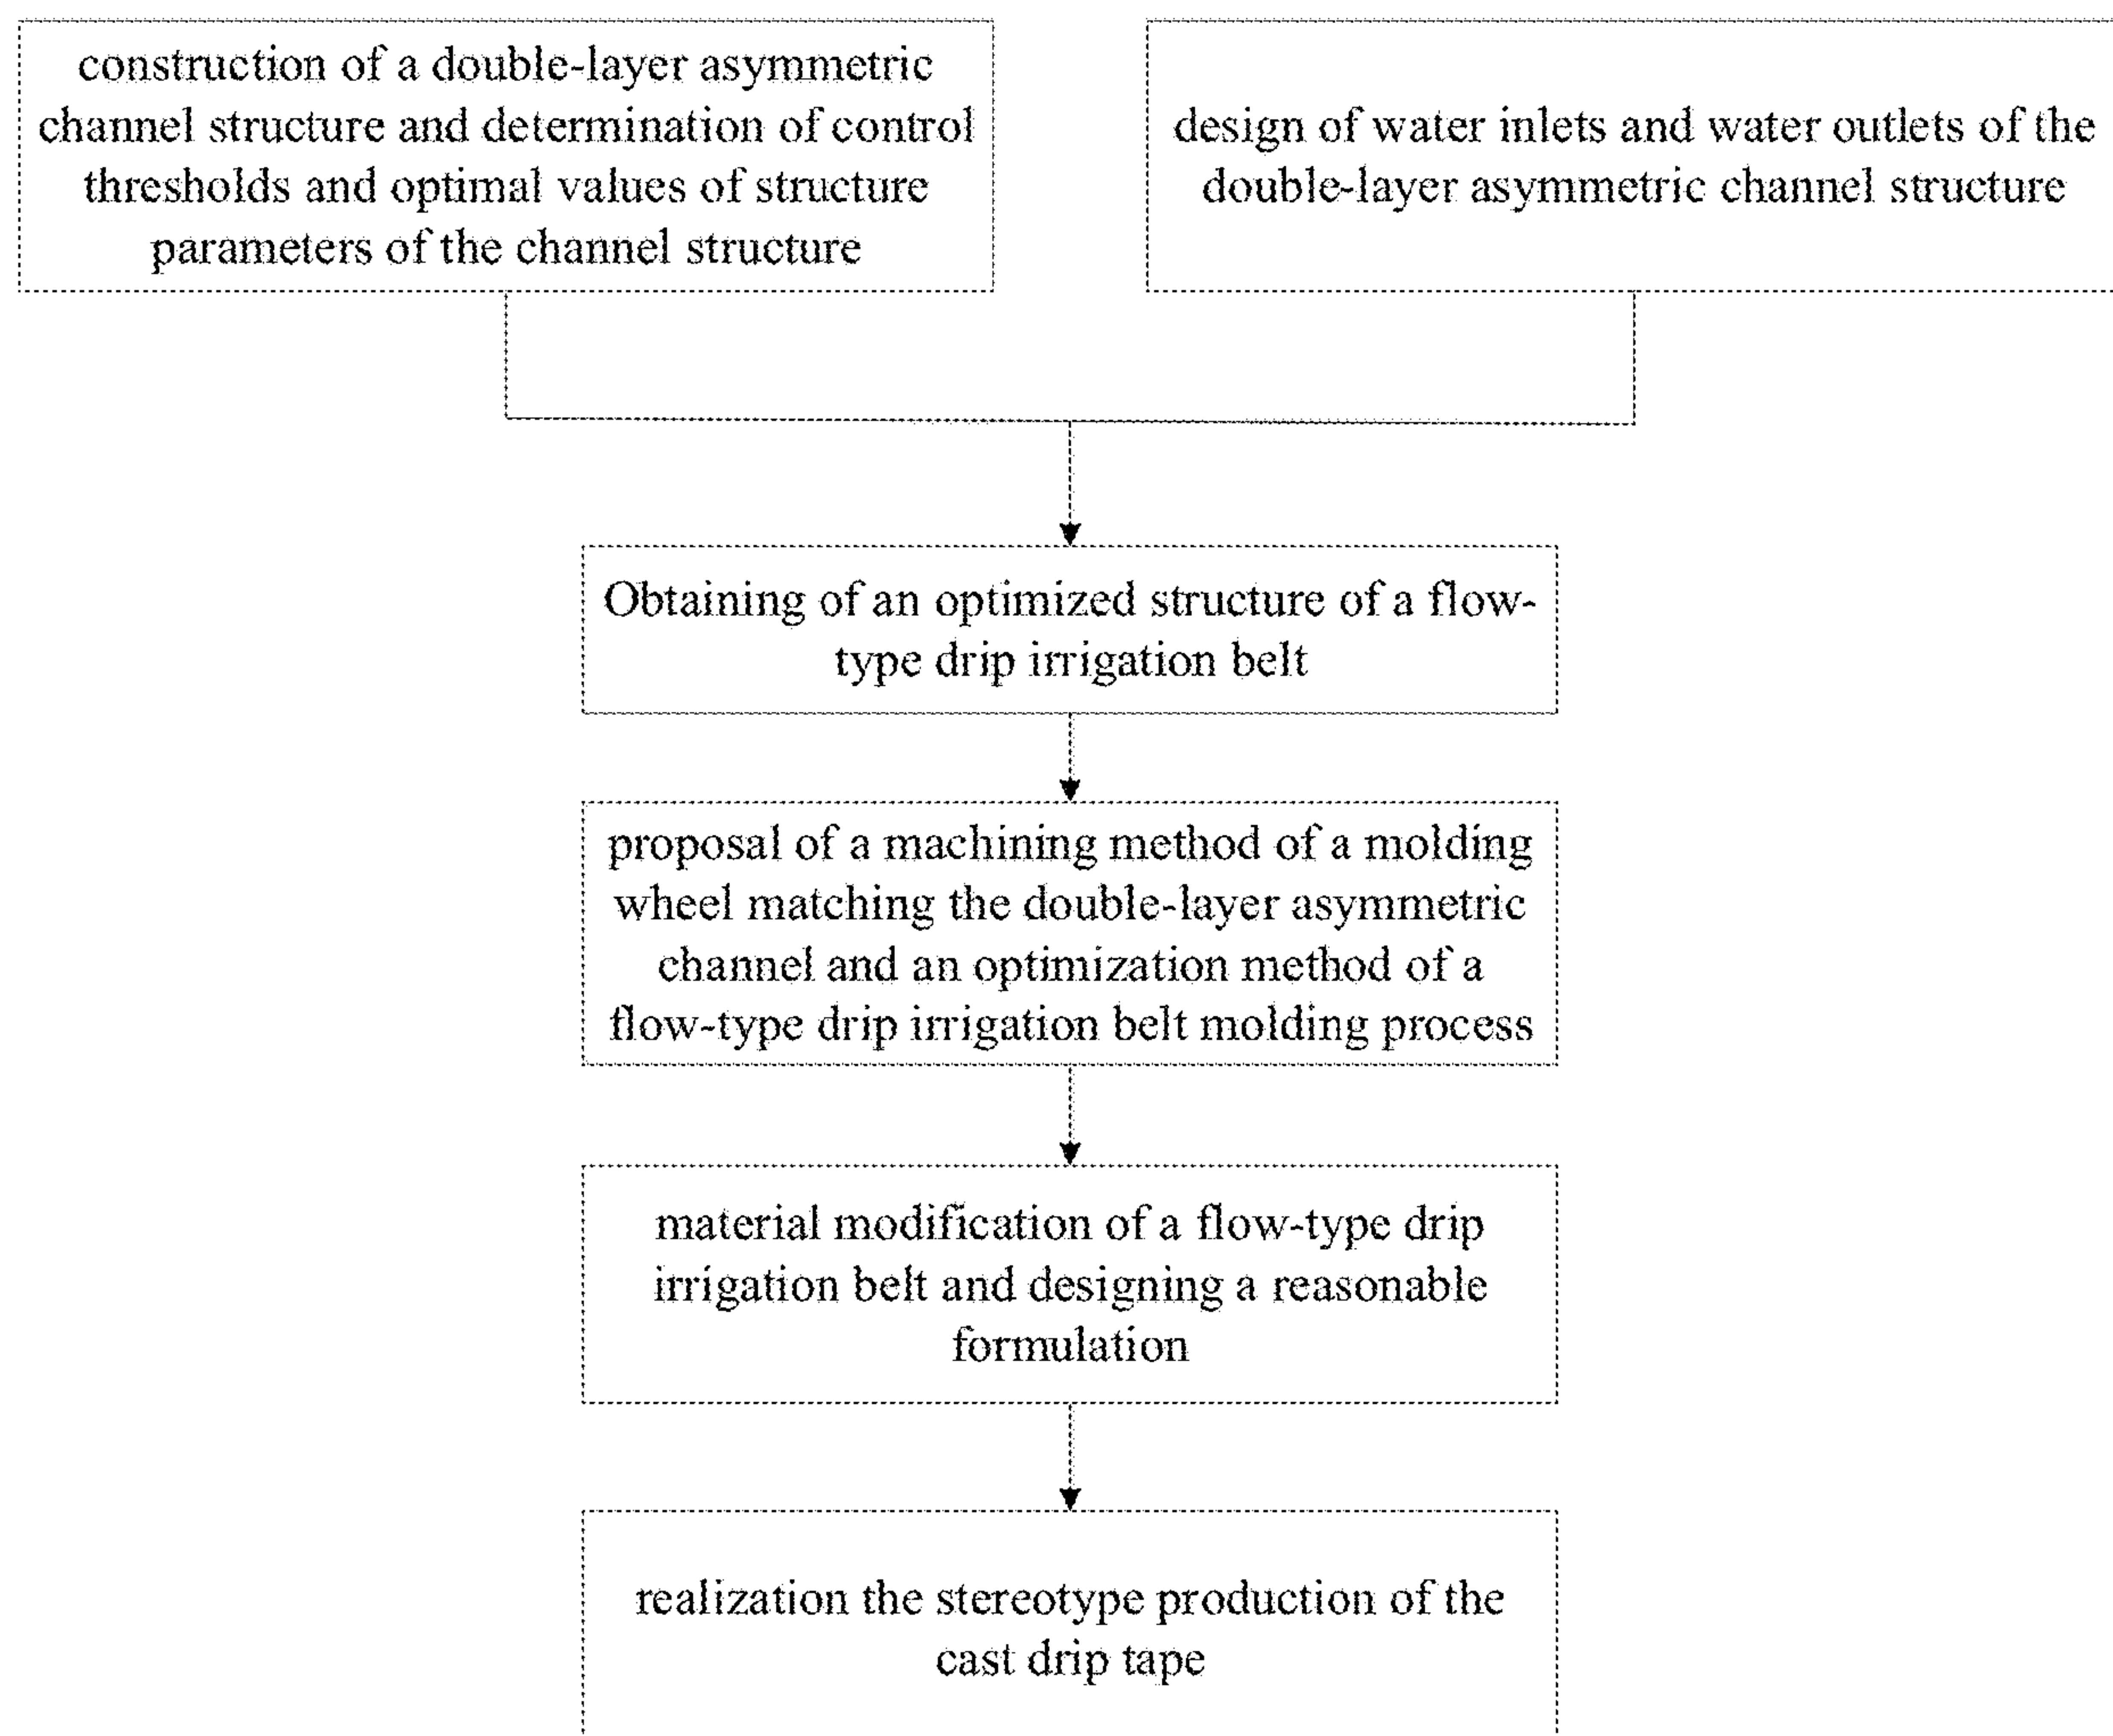 construction of a double-layer asymmetric
channel structure and determination of control
thresholds and optimal values of structure
parameters of the channel structure
design of water inlets and water outlets of the
double-layer asymmetric channel structure
Obtaining of an optimized structure of a flow-
type drip irrigation belt
proposal of a machining method of a molding
wheel matching the double-layer asymmetric
channel and an optimization method of a
flow-type drip irrigation belt molding process
material modification of a flow-type drip
irrigation belt and designing a reasonable
formulation
realization the stereotype production of the
cast drip tape